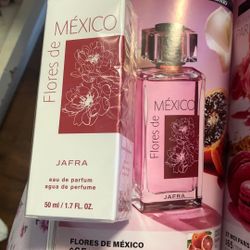 Flores de
MÉXICO
JAFRA
eau de parfum
agua de perfume
50 ml / 1.7 FL. OZ.
Flores de
MÉXICO
JAFRA
FLORES DE MÉXICO